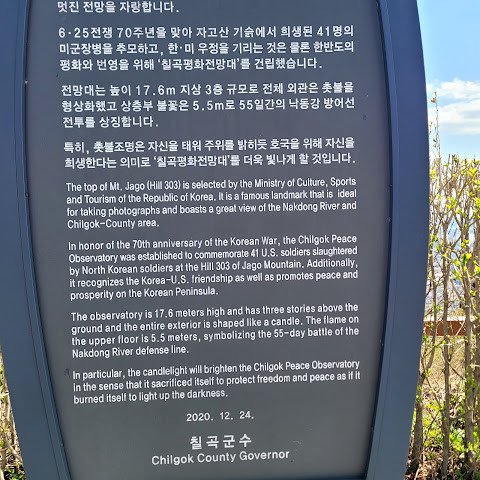 멋진 전망을 자랑합니다.
6·25전쟁 70주년을 맞아 자고산 기슭에서 희생된 41명의
미군장병을 추모하고, 한·미 우정을 기리는 것은 물론 한반도의
평화와 번영을 위해 '칠곡평화전망대'를 건립했습니다.
전망대는 높이 17.6m 지상 3층 규모로 전체 외관은 촛불을
형상화했고 상층부 불꽃은 5.5m로 55일간의 낙동강 방어선
전투를 상징합니다.
특히, 촛불조명은 자신을 태워 주위를 밝히듯 호국을 위해 자신을
희생한다는 의미로 '칠곡평화전망대'를 더욱 빛나게 할 것입니다.
The top of Mt. Jago (Hill 303) is selected by the Ministry of Culture, Sports
and Tourism of the Republic of Korea. It is a famous landmark that is ideal
for taking photographs and boasts a great view of the Nakdong River and
Chilgok-County area.
In honor of the 70th anniversary of the Korean War, the Chilgok Peace
Observatory was established to commemorate 41 U.S. soldiers slaughtered
by North Korean soldiers at the Hill 303 of Jago Mountain. Additionally,
it recognizes the Korea-U.S. friendship as well as promotes peace and
prosperity on the Korean Peninsula.
The observatory is 17.6 meters high and has three stories above the
ground and the entire exterior is shaped like a candle. The flame on
the upper floor is 5.5 meters, symbolizing the 55-day battle of the
Nakdong River defense line.
In particular, the candlelight will brighten the Chilgok Peace Observatory
in the sense that it sacrificed itself to protect freedom and peace as if it
burned itself to light up the darkness.
2020. 12. 24.
칠곡군수
Chilgok County Governor